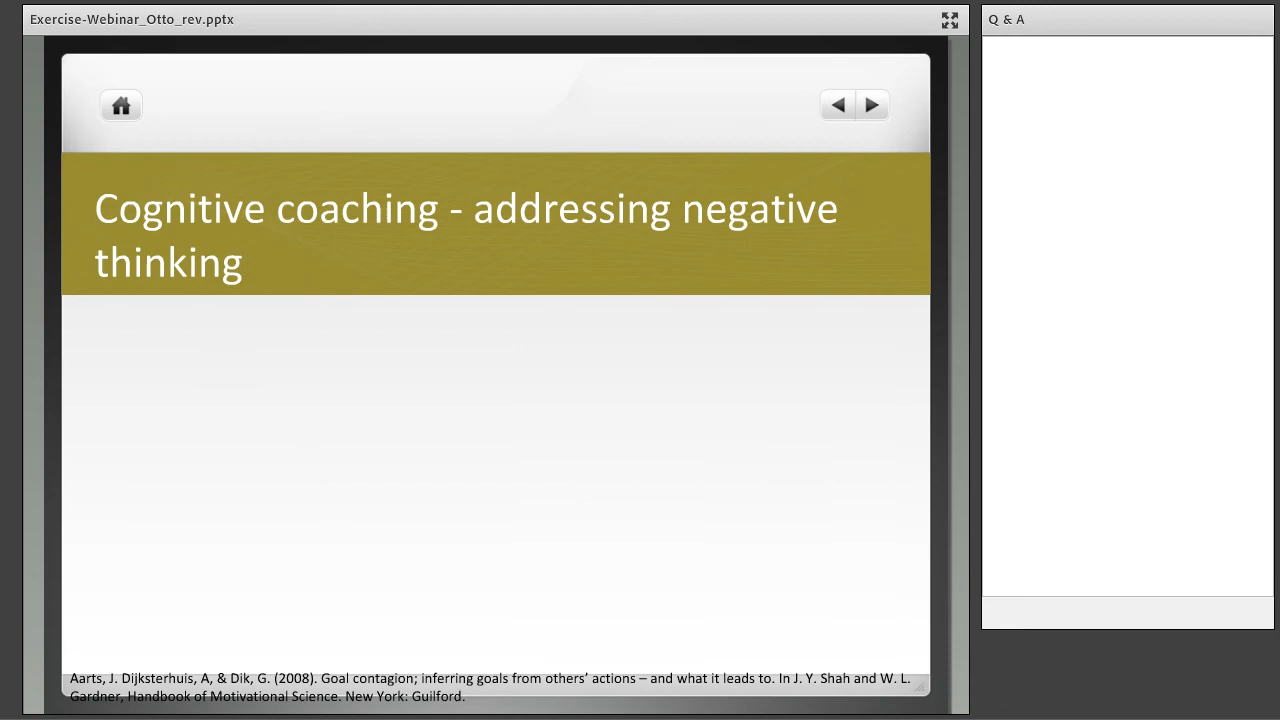 Exercise-Webinar_Otto_rev.pptx
Q & A
Cognitive coaching - addressing negative
thinking
Aarts, J. Dijksterhuis, A, & Dik, G. (2008). Goal contagion; inferring goals from others’ actions – and what it leads to. In J. Y. Shah and W. L.
Gardner, Handbook of Motivational Science. New York: Guilford.